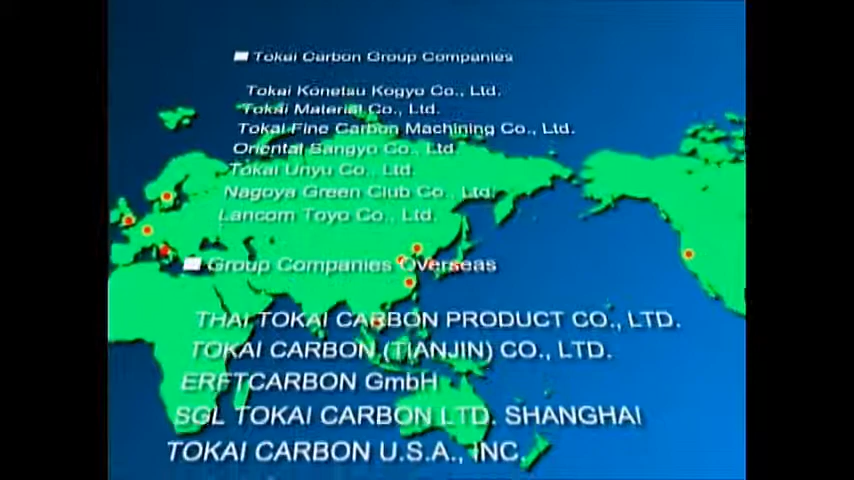 Tokai Carbon Group Companies
Tokai Konetsu Kogyo Co., Ltd.
Tokai Material Co., Ltd.
Tokai Fine Carbon Machining Co., Ltd.
Oriental Sangyo Co., Ltd.
Tokai Unyu Co., Ltd.
Nagoya Green Club Co., Ltd.
Lancom Toyo Co., Ltd.
Group Companies Overseas
THAI TOKAI CARBON PRODUCT CO., LTD.
TOKAI CARBON (TIANJIN) CO., LTD.
ERFTCARBON GmbH
SGL TOKAI CARBON LTD. SHANGHAI
TOKAI CARBON U.S.A., INC.